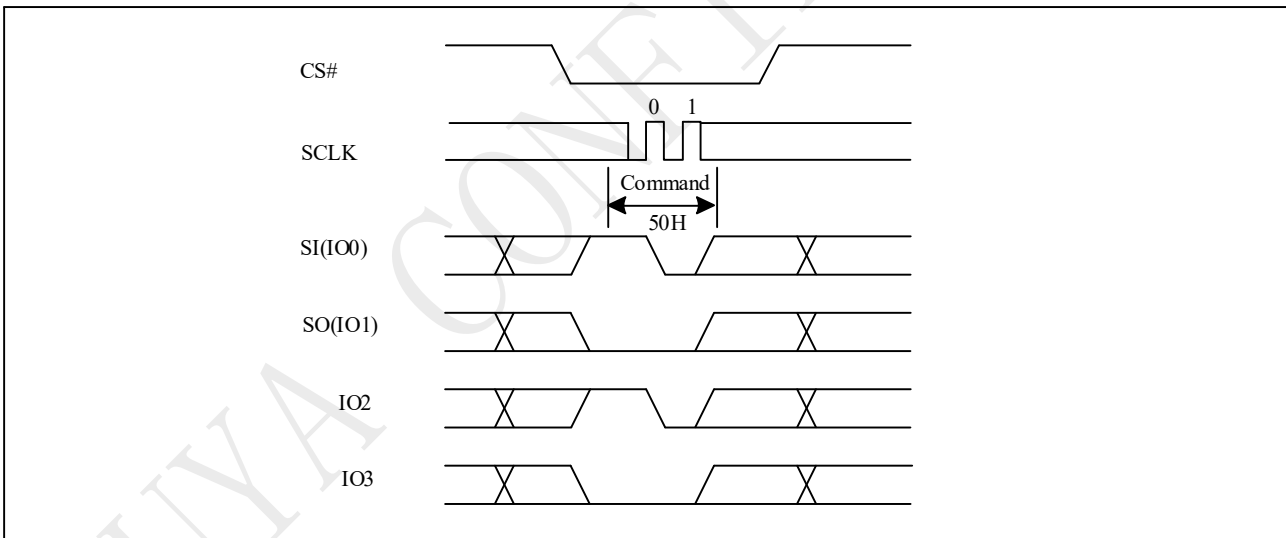 CS#
0 1
SCLK
Command
50H
SI(IO0)
SO(IO1)
IO2
IO3